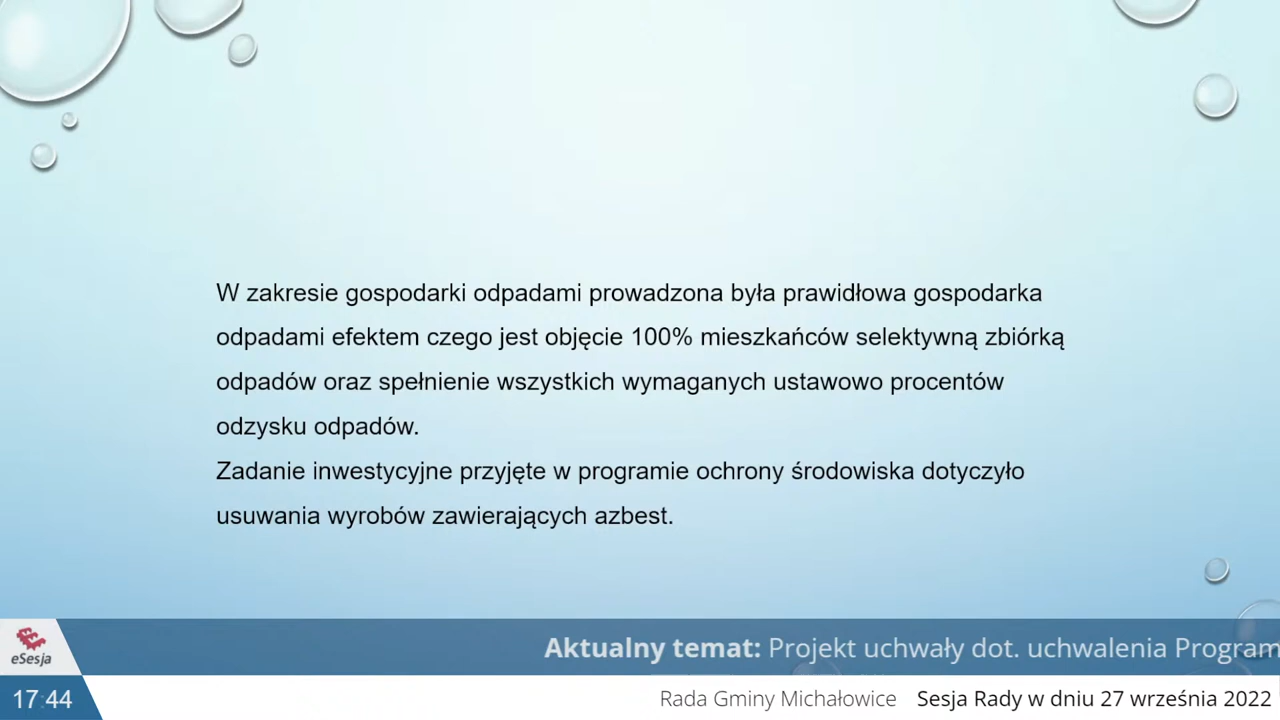 W zakresie gospodarki odpadami prowadzona była prawidłowa gospodarka
odpadami efektem czego jest objęcie 100% mieszkańców selektywną zbiórką
odpadów oraz spełnienie wszystkich wymaganych ustawowo procentów
odzysku odpadów.
Zadanie inwestycyjne przyjęte w programie ochrony środowiska dotyczyło
usuwania wyrobów zawierających azbest.
eSesja
Aktualny temat: Projekt uchwały dot. uchwalenia Program
17:44
Rada Gminy Michałowice Sesja Rady w dniu 27 września 2022